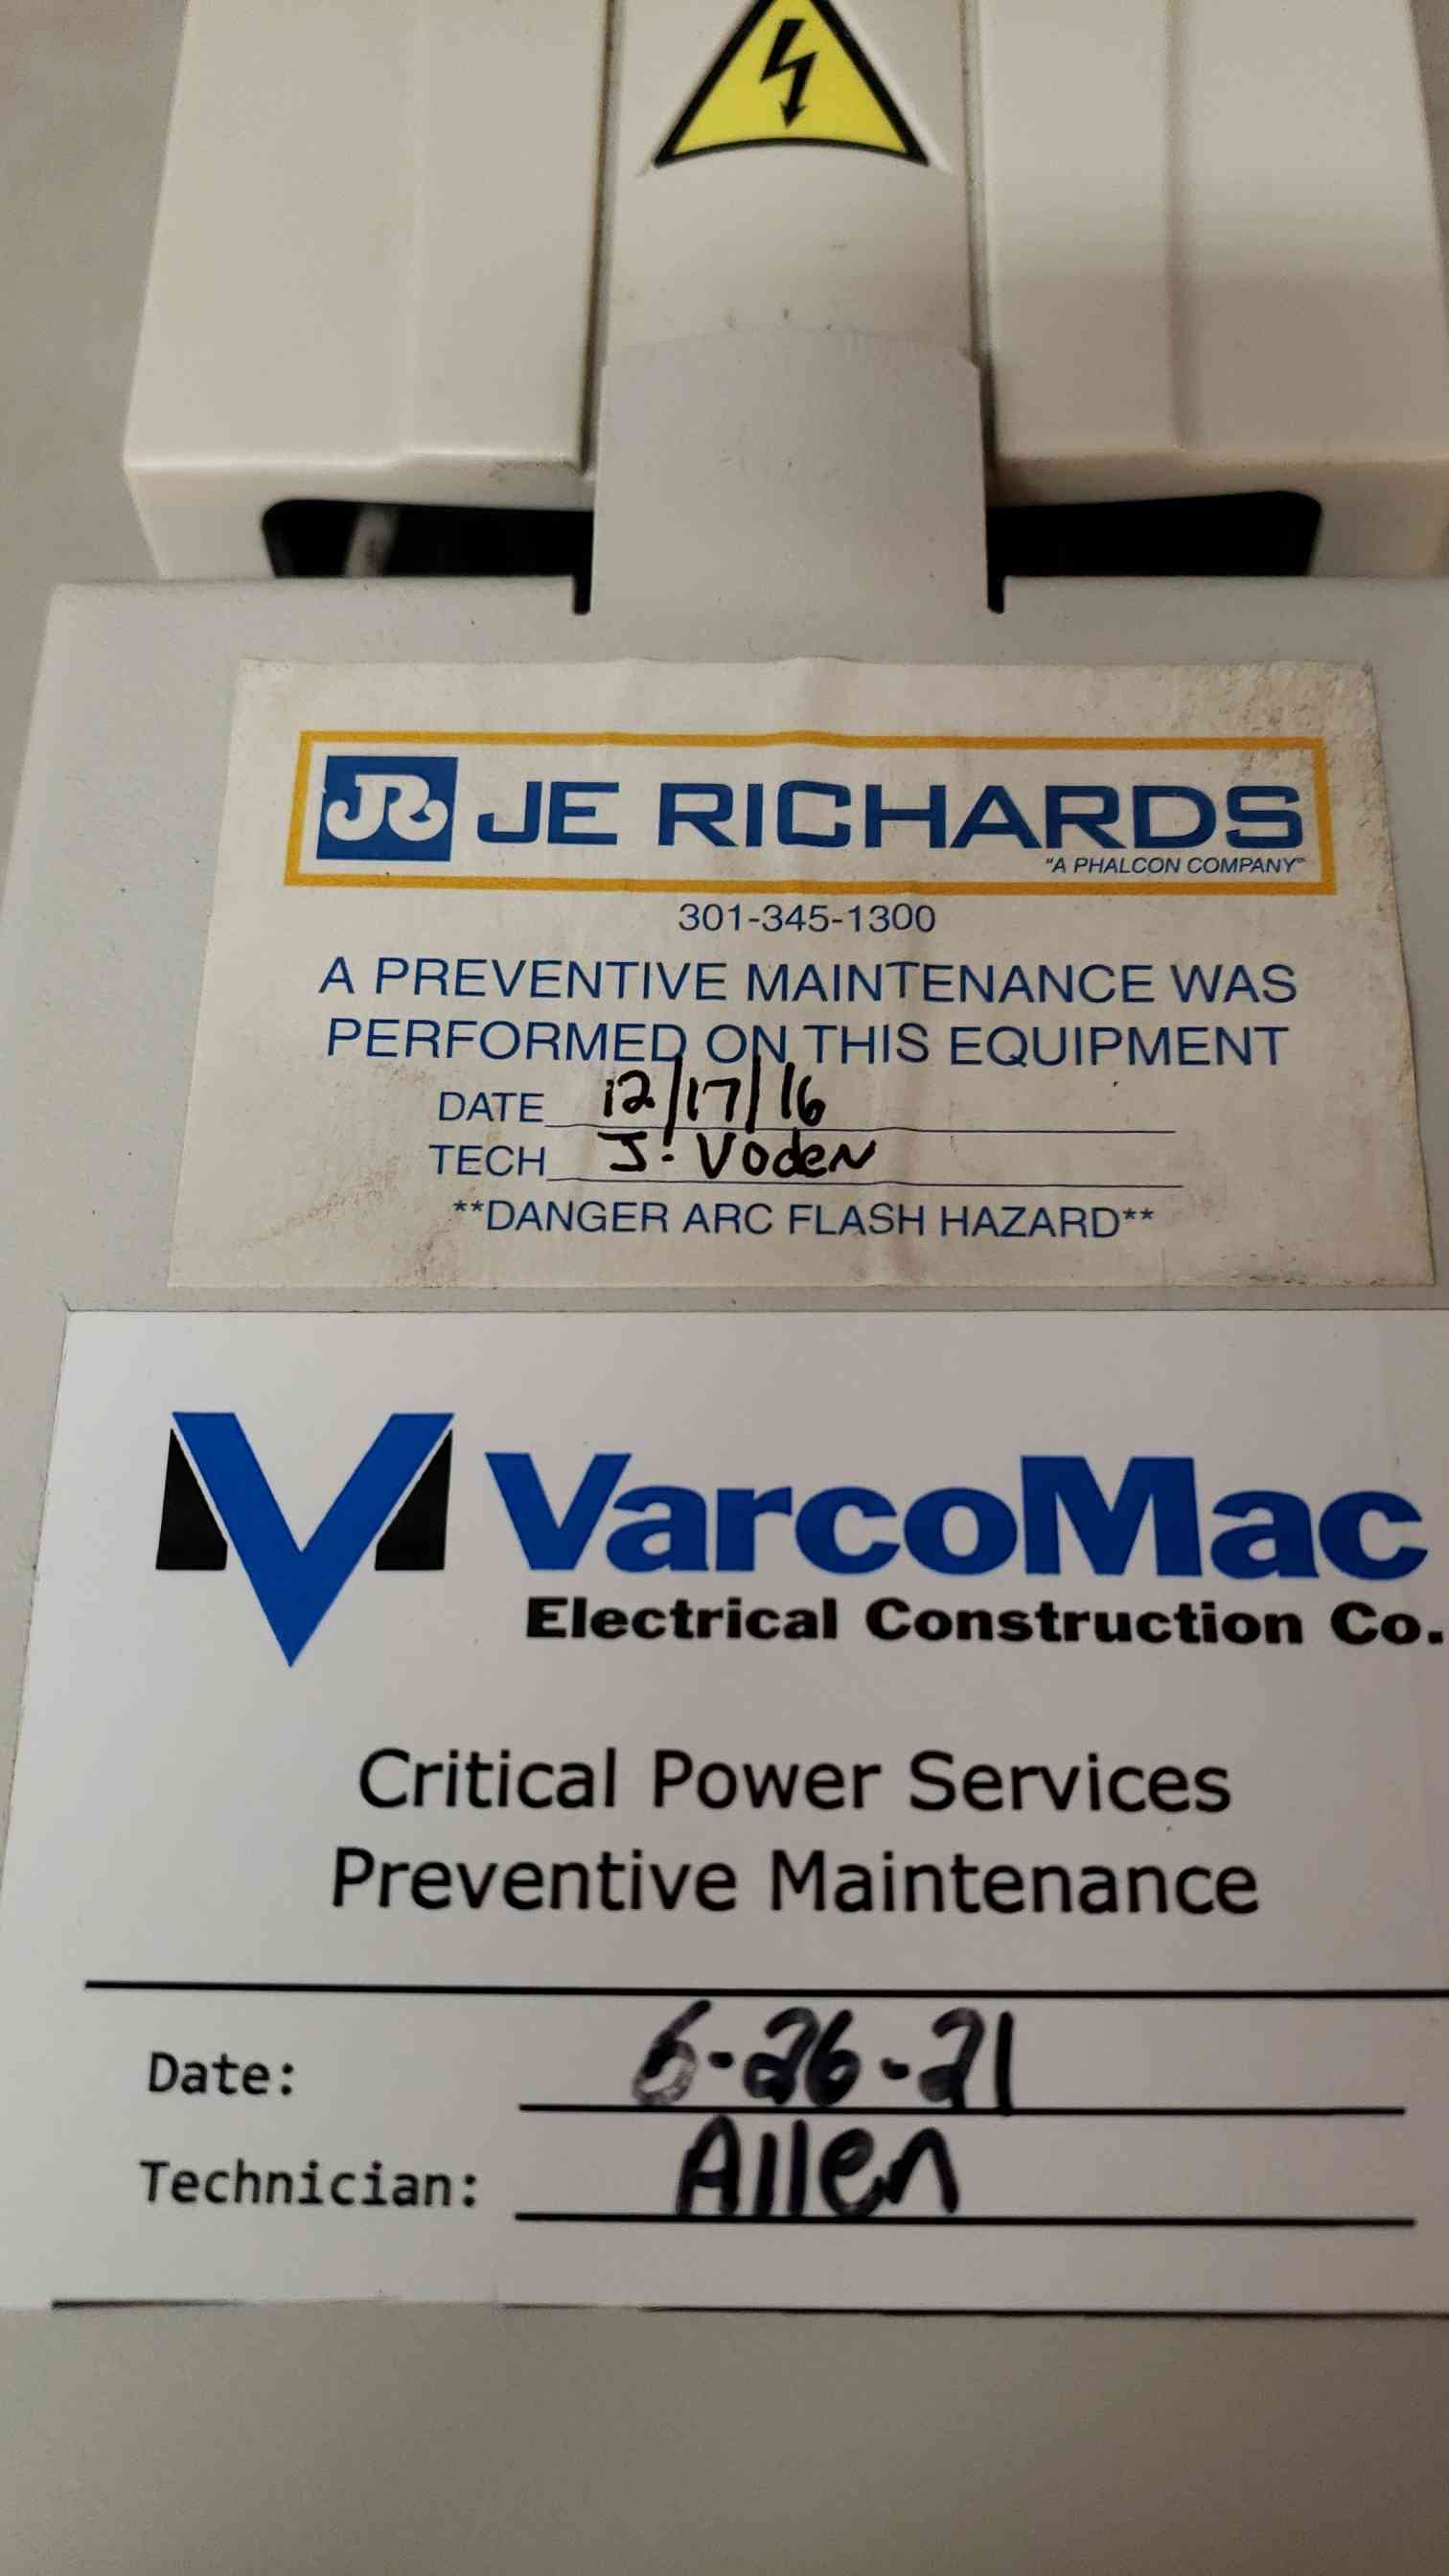 JR JE RICHARDS
"A PHALCON COMPANY"
301-345-1300
A PREVENTIVE MAINTENANCE WAS
PERFORMED ON THIS EQUIPMENT
DATE 12/17/16
TECH J. Voden
**DANGER ARC FLASH HAZARD**
VarcoMac
Electrical Construction Co.
Critical Power Services
Preventive Maintenance
Date: 6-26-21
Technician: Allen